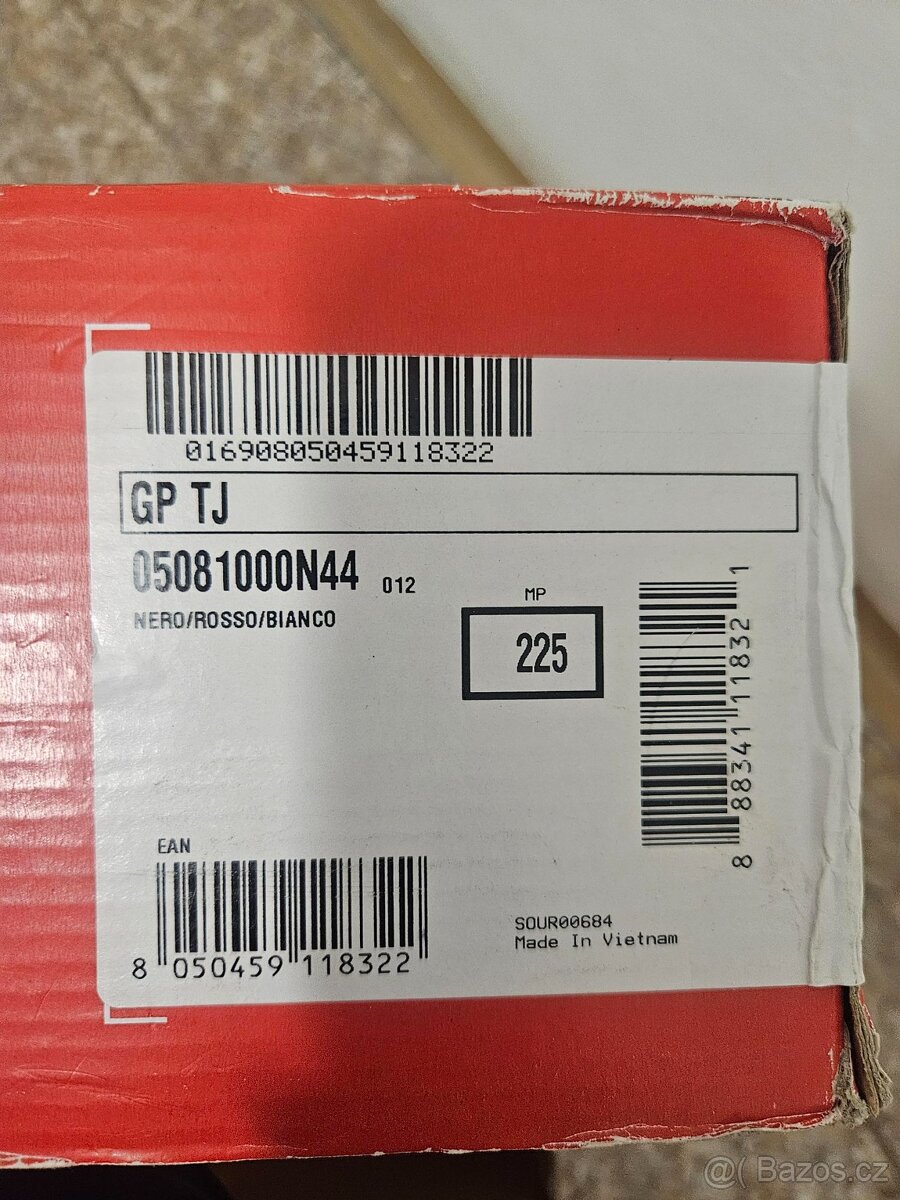 016908050459118322
GP TJ
05081000N44 012
NERO/ROSSO/BIANCO
MP
225
8 88341 11832 1
EAN
8 050459 118322
SOUR00684
Made In Vietnam
@( Bazos.cz